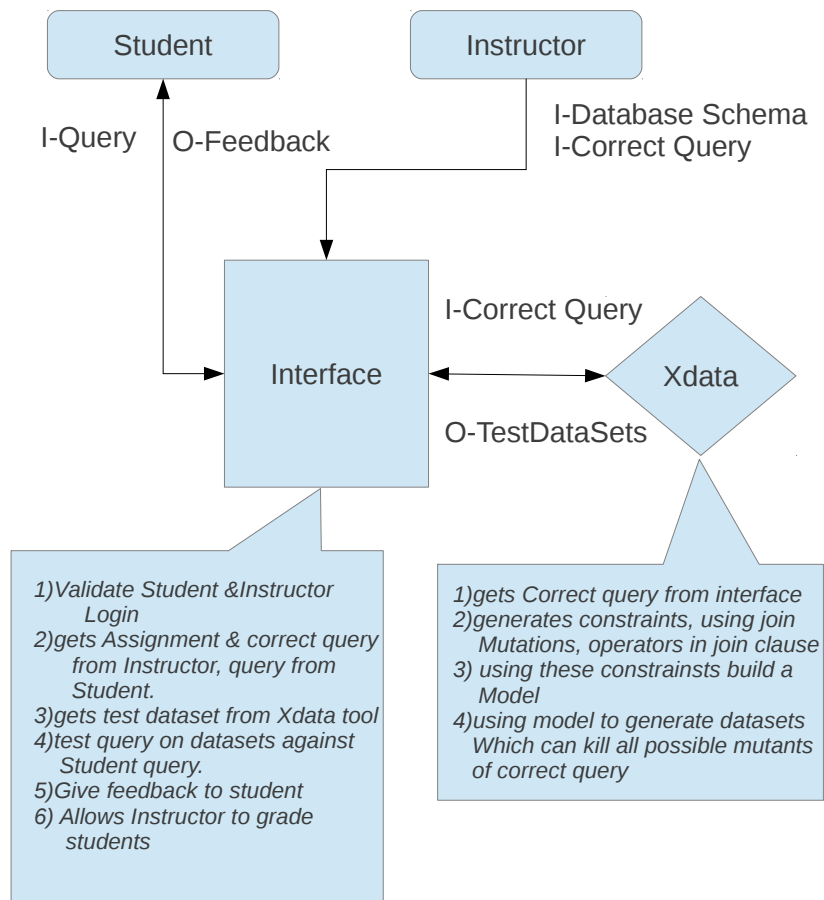 Student
Instructor
I-Query
O-Feedback
I-Database Schema
I-Correct Query
Interface
I-Correct Query
Xdata
O-TestDataSets
1)Validate Student &Instructor
Login
2)gets Assignment & correct query
from Instructor, query from
Student.
3)gets test dataset from Xdata tool
4)test query on datasets against
Student query.
5)Give feedback to student
6) Allows Instructor to grade
students
1)gets Correct query from interface
2)generates constraints, using join
Mutations, operators in join clause
3) using these constrainsts build a
Model
4)using model to generate datasets
Which can kill all possible mutants
of correct query